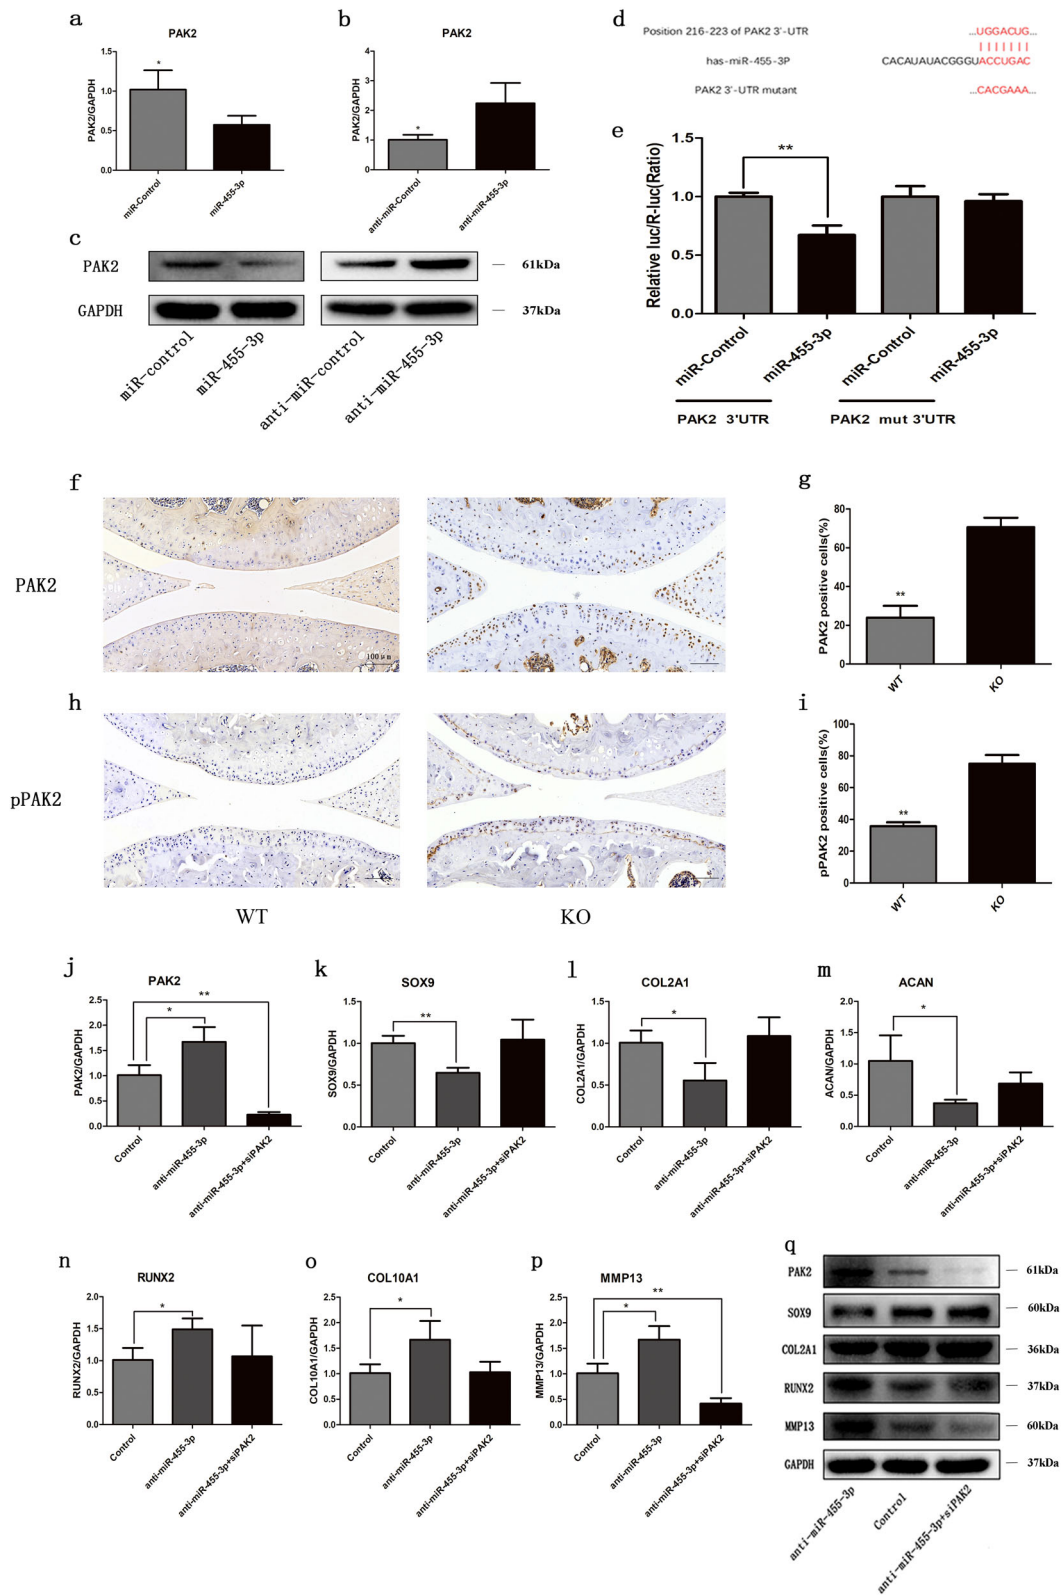 a
PAK2
PAK2/GAPDH
1.5
1.0
0.5
0.0
*
miR-Control
miR-455-3p
b
PAK2
PAK2/GAPDH
4
3
2
1
0
*
anti-miR-Control
anti-miR-455-3p
c
PAK2
61kDa
GAPDH
37kDa
miR-control
miR-455-3p
anti-miR-control
anti-miR-455-3p
d
Position 216-223 of PAK2 3'-UTR
...UGGACUG...
has-miR-455-3P
CACAUAUACGGGUACCUGAC
PAK2 3'-UTR mutant
...CACGAAA...
e
Relative luc/R-luc(Ratio)
1.5
1.0
0.5
0.0
**
miR-Control
miR-455-3p
miR-Control
miR-455-3p
PAK2 3'UTR
PAK2 mut 3'UTR
f
PAK2
100μm
g
PAK2 positive cells(%)
80
60
40
20
0
**
WT
KO
h
pPAK2
WT
KO
i
pPAK2 positive cells(%)
100
80
60
40
20
0
**
WT
KO
j
PAK2
PAK2/GAPDH
2.5
2.0
1.5
1.0
0.5
0.0
**
*
Control
anti-miR-455-3p
anti-miR-455-3p+siPAK2
k
SOX9
SOX9/GAPDH
1.5
1.0
0.5
0.0
**
Control
anti-miR-455-3p
anti-miR-455-3p+siPAK2
l
COL2A1
COL2A1/GAPDH
1.5
1.0
0.5
0.0
*
Control
anti-miR-455-3p
anti-miR-455-3p+siPAK2
m
ACAN
ACAN/GAPDH
2.0
1.5
1.0
0.5
0.0
*
Control
anti-miR-455-3p
anti-miR-455-3p+siPAK2
n
RUNX2
RUNX2/GAPDH
2.0
1.5
1.0
0.5
0.0
*
Control
anti-miR-455-3p
anti-miR-455-3p+siPAK2
o
COL10A1
COL10A1/GAPDH
2.5
2.0
1.5
1.0
0.5
0.0
*
Control
anti-miR-455-3p
anti-miR-455-3p+siPAK2
p
MMP13
MMP13/GAPDH
2.5
2.0
1.5
1.0
0.5
0.0
**
*
Control
anti-miR-455-3p
anti-miR-455-3p+siPAK2
q
PAK2
61kDa
SOX9
60kDa
COL2A1
36kDa
RUNX2
37kDa
MMP13
60kDa
GAPDH
37kDa
anti-miR-455-3p
Control
anti-miR-455-3p+siPAK2